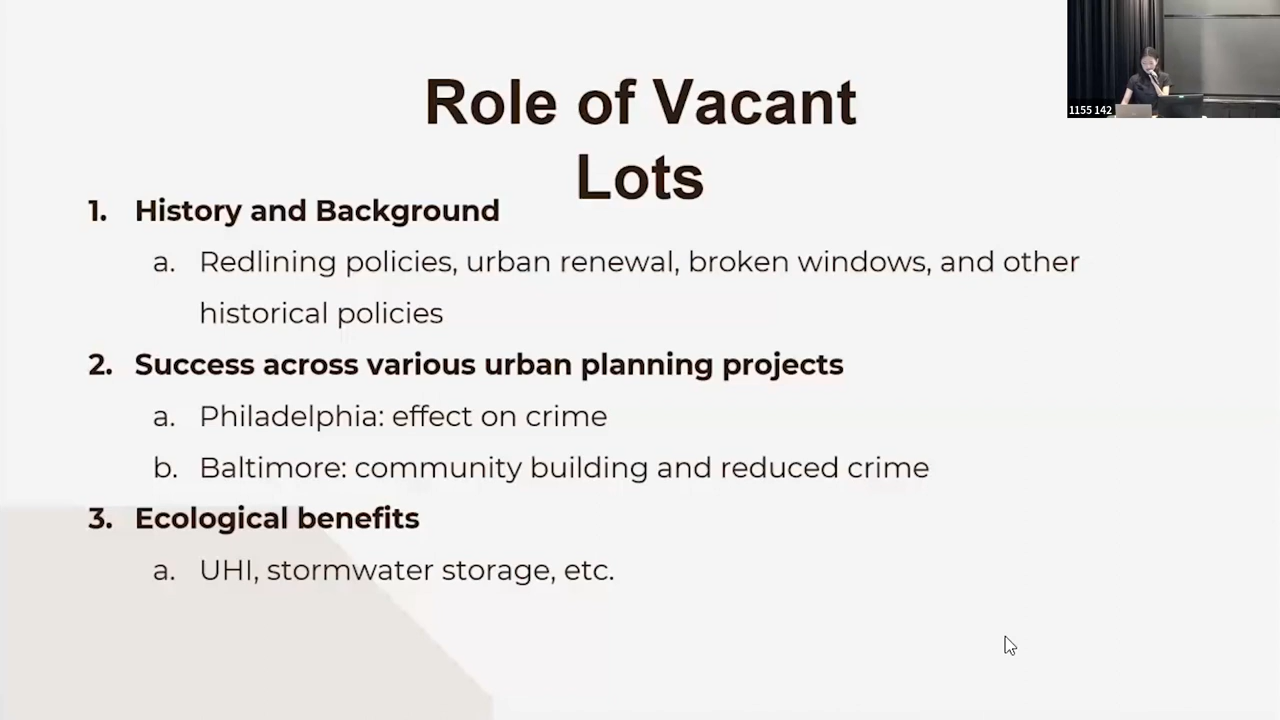 Role of Vacant
Lots
1. History and Background
a. Redlining policies, urban renewal, broken windows, and other
historical policies
2. Success across various urban planning projects
a. Philadelphia: effect on crime
b. Baltimore: community building and reduced crime
3. Ecological benefits
a. UHI, stormwater storage, etc.
1155 142